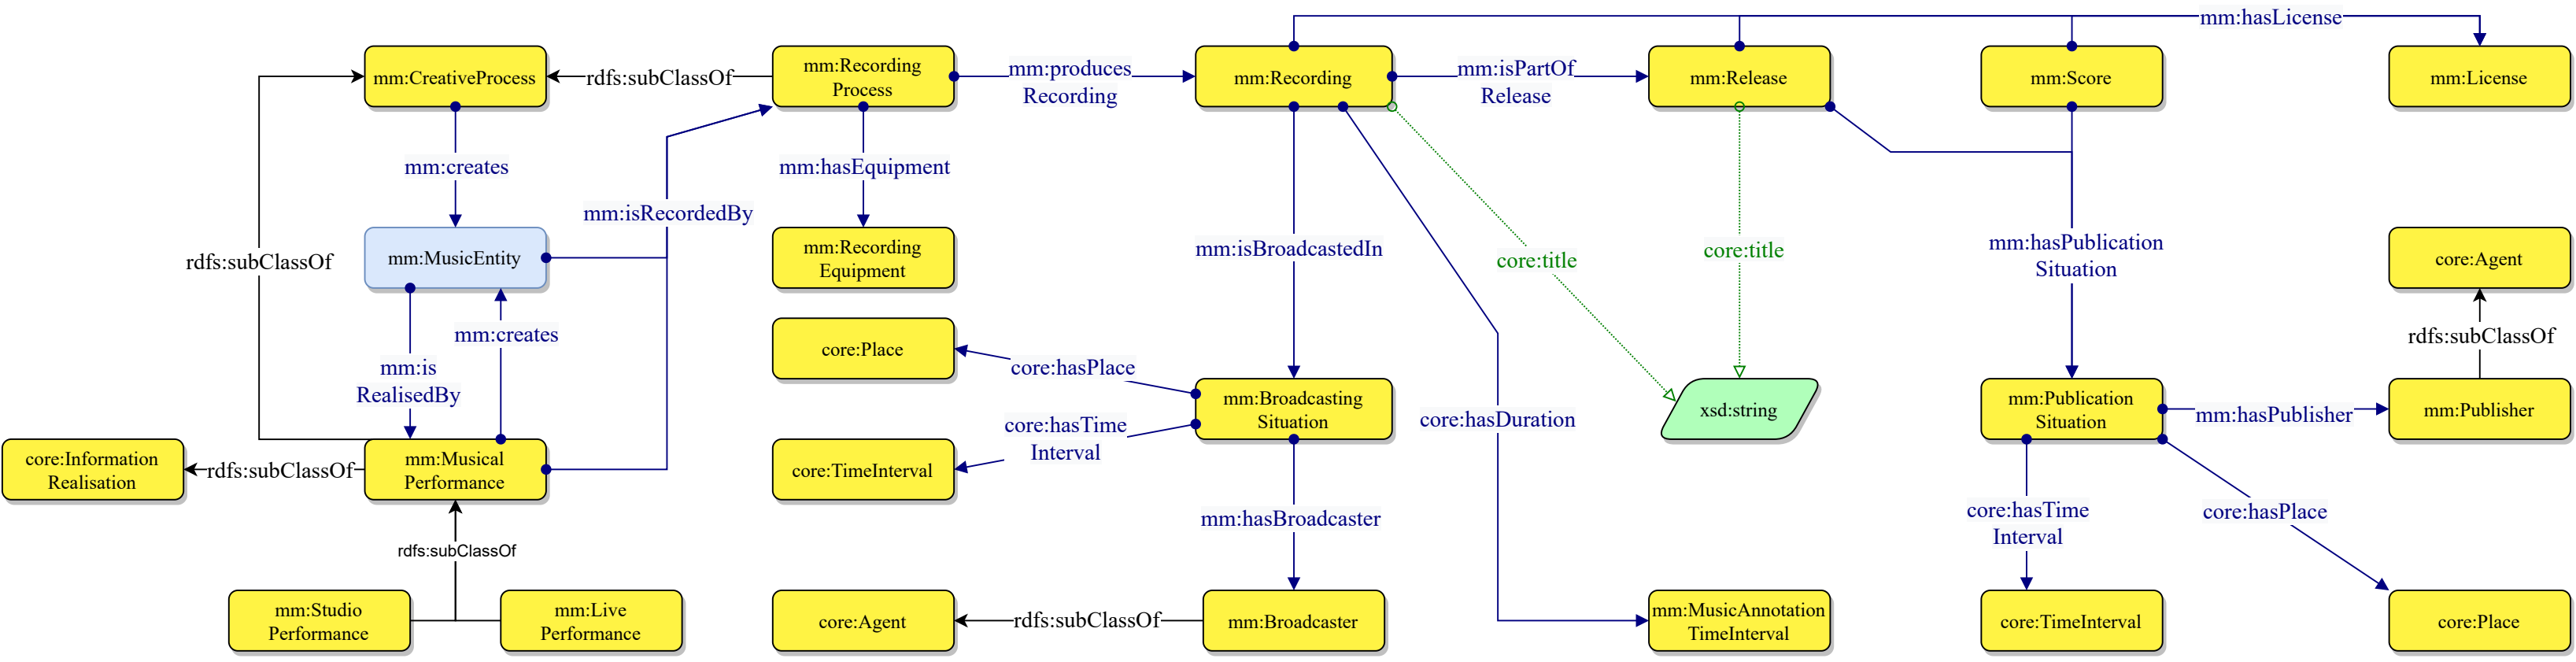 mm:hasLicense
mm:CreativeProcess
rdfs:subClassOf
mm:Recording
Process
mm:produces
Recording
mm:Recording
mm:isPartOf
Release
mm:Release
mm:Score
mm:License
mm:creates
mm:hasEquipment
mm:isRecordedBy
rdfs:subClassOf
mm:MusicEntity
mm:Recording
Equipment
mm:isBroadcastedIn
core:title
core:title
mm:hasPublication
Situation
core:Agent
mm:creates
mm:is
RealisedBy
core:Place
core:hasPlace
rdfs:subClassOf
core:hasTime
Interval
mm:Broadcasting
Situation
core:hasDuration
xsd:string
mm:Publication
Situation
mm:hasPublisher
mm:Publisher
core:Information
Realisation
rdfs:subClassOf
mm:Musical
Performance
core:TimeInterval
mm:hasBroadcaster
core:hasTime
Interval
core:hasPlace
rdfs:subClassOf
mm:Studio
Performance
mm:Live
Performance
core:Agent
rdfs:subClassOf
mm:Broadcaster
mm:MusicAnnotation
TimeInterval
core:TimeInterval
core:Place